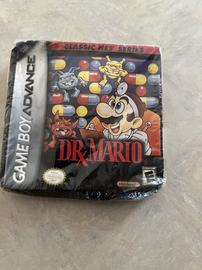 CLASSIC NES SERIES
GAME BOY ADVANCE
DR. MARIO